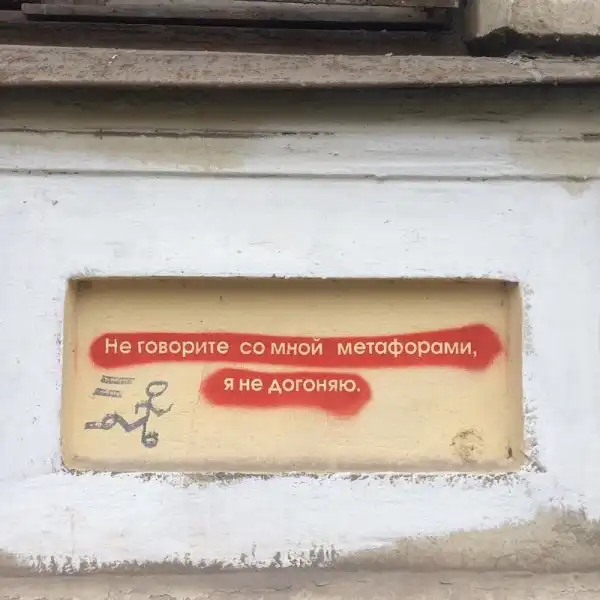 Не говорите со мной метафорами,
я не догоняю.